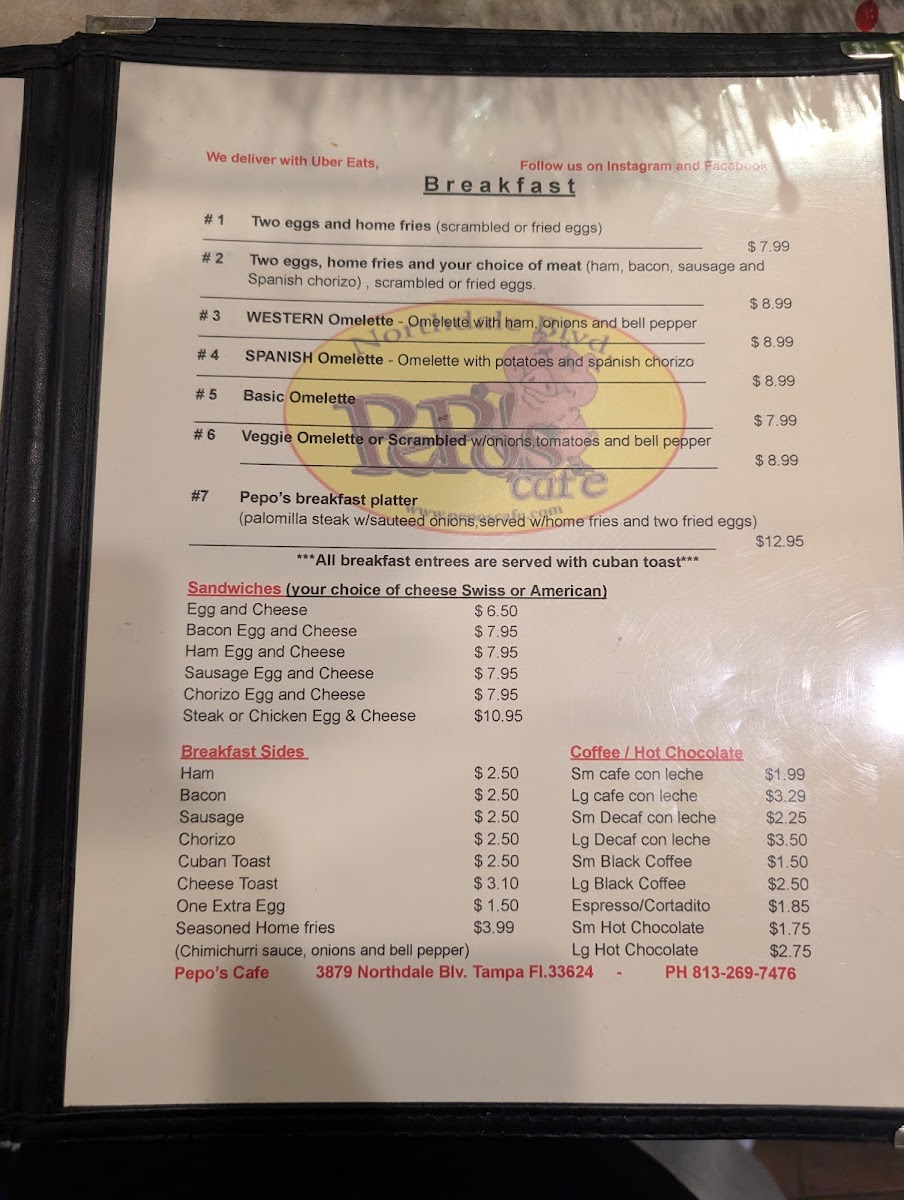 We deliver with Uber Eats, Follow us on Instagram and Facebook
Breakfast
# 1 Two eggs and home fries (scrambled or fried eggs)
$ 7.99
# 2 Two eggs, home fries and your choice of meat (ham, bacon, sausage and
Spanish chorizo) , scrambled or fried eggs.
$ 8.99
# 3 WESTERN Omelette - Omelette with ham, onions and bell pepper
$ 8.99
# 4 SPANISH Omelette - Omelette with potatoes and spanish chorizo
$ 8.99
# 5 Basic Omelette
$ 7.99
# 6 Veggie Omelette or Scrambled w/onions,tomatoes and bell pepper
$ 8.99
#7 Pepo's breakfast platter
(palomilla steak w/sauteed onions,served w/home fries and two fried eggs)
$12.95
Northdale Blvd.
PEPO's
cafe
www.peposcafe.com
***All breakfast entrees are served with cuban toast***
Sandwiches (your choice of cheese Swiss or American)
Egg and Cheese $ 6.50
Bacon Egg and Cheese $ 7.95
Ham Egg and Cheese $ 7.95
Sausage Egg and Cheese $ 7.95
Chorizo Egg and Cheese $ 7.95
Steak or Chicken Egg & Cheese $10.95
Breakfast Sides
Ham $ 2.50
Bacon $ 2.50
Sausage $ 2.50
Chorizo $ 2.50
Cuban Toast $ 2.50
Cheese Toast $ 3.10
One Extra Egg $ 1.50
Seasoned Home fries $3.99
(Chimichurri sauce, onions and bell pepper)
Coffee / Hot Chocolate
Sm cafe con leche $1.99
Lg cafe con leche $3.29
Sm Decaf con leche $2.25
Lg Decaf con leche $3.50
Sm Black Coffee $1.50
Lg Black Coffee $2.50
Espresso/Cortadito $1.85
Sm Hot Chocolate $1.75
Lg Hot Chocolate $2.75
Pepo's Cafe 3879 Northdale Blv. Tampa Fl.33624 - PH 813-269-7476